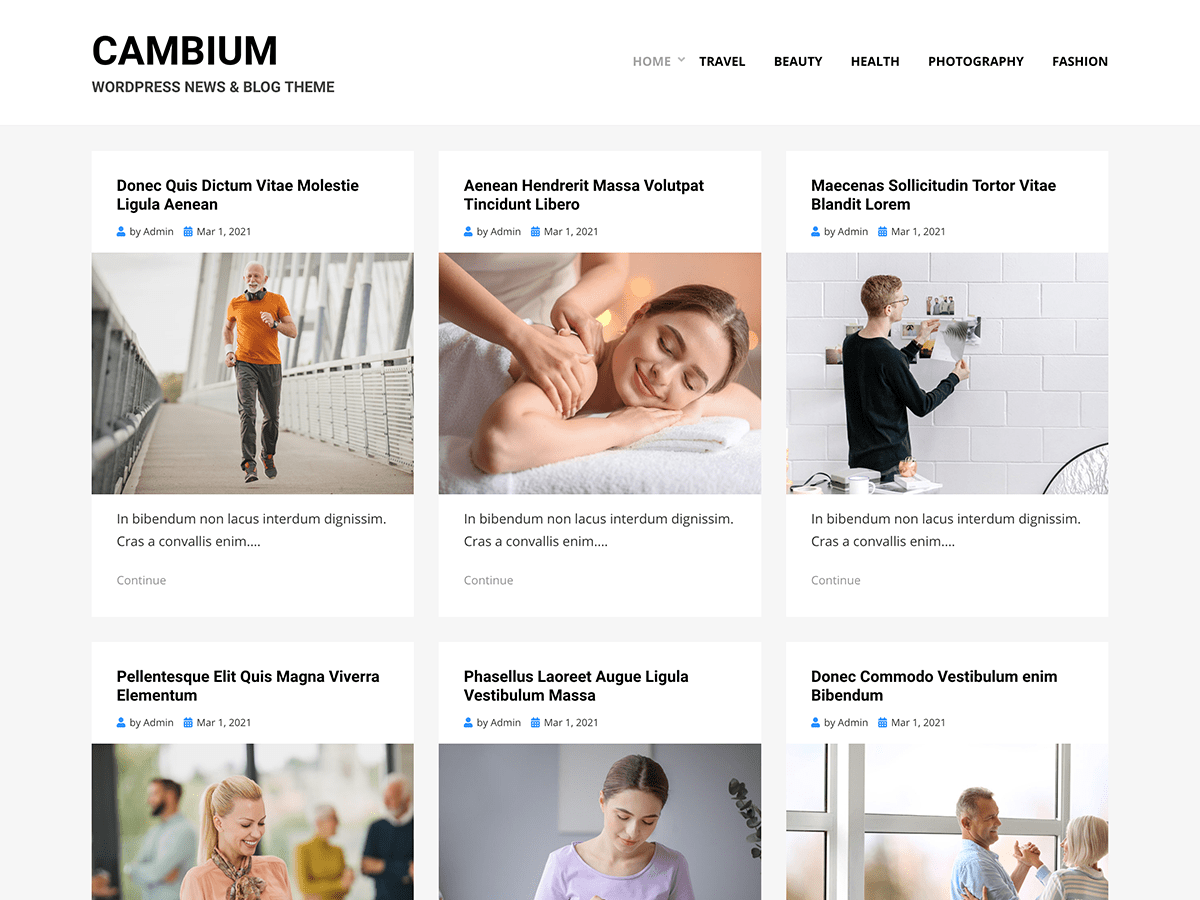 CAMBIUM
WORDPRESS NEWS & BLOG THEME
HOME TRAVEL BEAUTY HEALTH PHOTOGRAPHY FASHION
Donec Quis Dictum Vitae Molestie
Ligula Aenean
by Admin Mar 1, 2021
In bibendum non lacus interdum dignissim.
Cras a convallis enim....
Continue
Aenean Hendrerit Massa Volutpat
Tincidunt Libero
by Admin Mar 1, 2021
In bibendum non lacus interdum dignissim.
Cras a convallis enim....
Continue
Maecenas Sollicitudin Tortor Vitae
Blandit Lorem
by Admin Mar 1, 2021
In bibendum non lacus interdum dignissim.
Cras a convallis enim....
Continue
Pellentesque Elit Quis Magna Viverra
Elementum
by Admin Mar 1, 2021
Phasellus Laoreet Augue Ligula
Vestibulum Massa
by Admin Mar 1, 2021
Donec Commodo Vestibulum enim
Bibendum
by Admin Mar 1, 2021